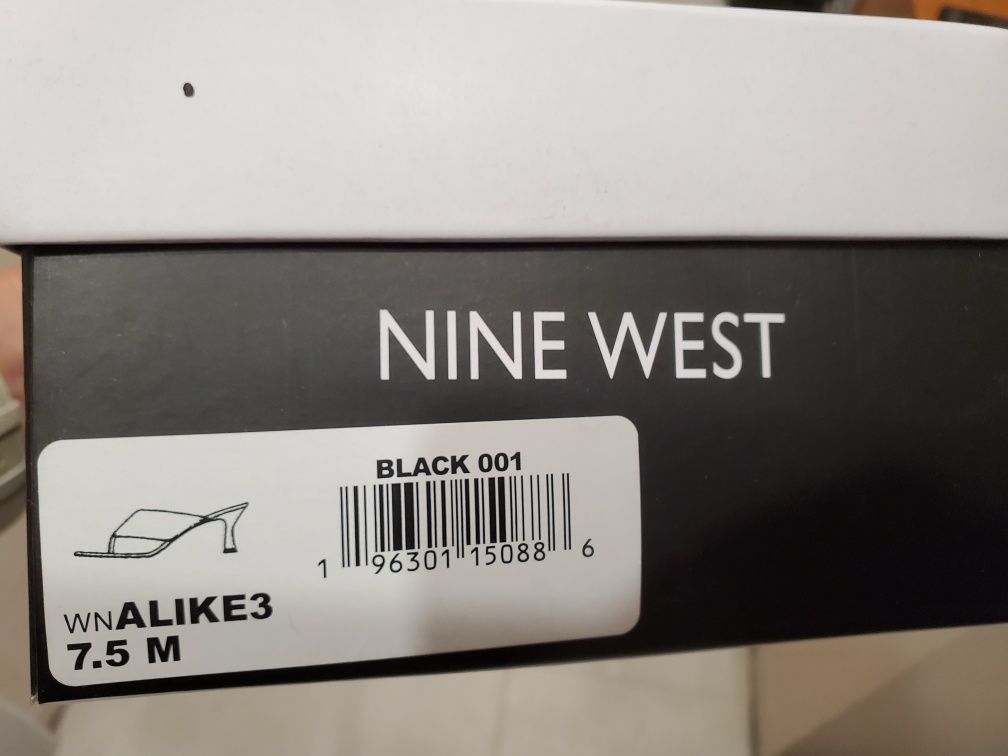 NINE WEST
BLACK 001
1 96301 15088 6
WNALIKE3
7.5 M